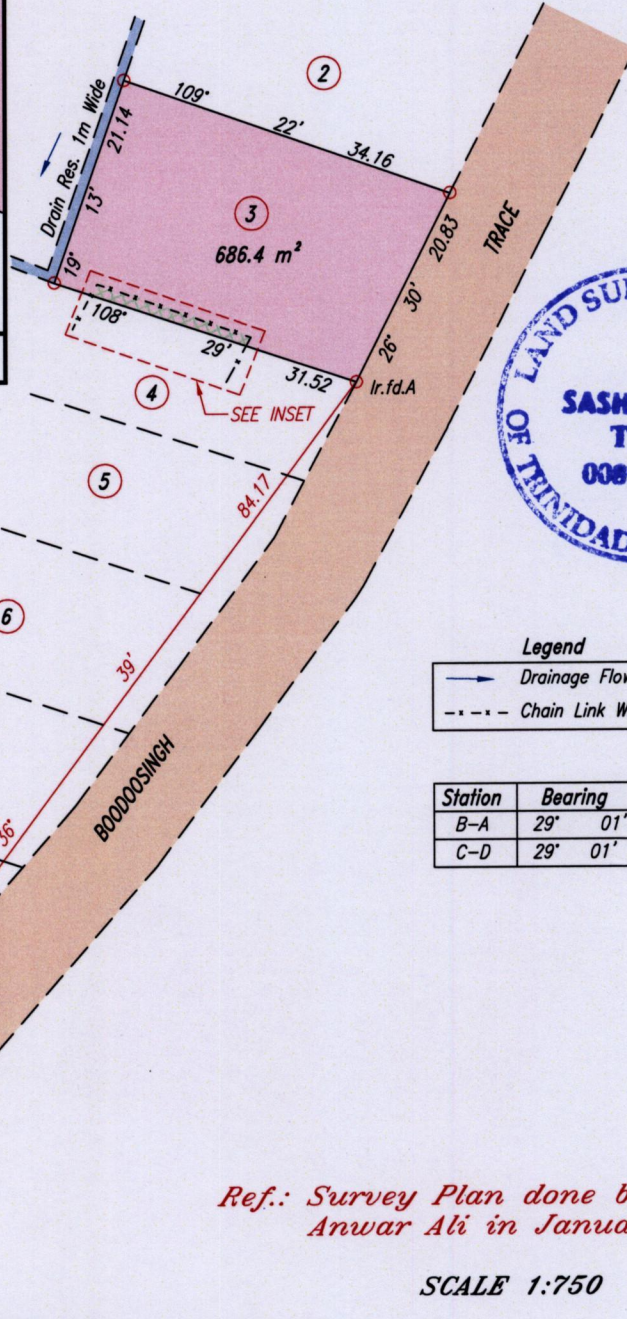 2
109° 22' 34.16
Drain Res. 1m Wide
19° 13' 21.14
3
686.4 m²
26° 30' 20.83
TRACE
108° 29' 31.52
Ir.fd.A
4
SEE INSET
5
6
36° 39' 84.17
BOODOOSINGH
LAND SU
SASH
T
008
OF TRINIDAD
Legend
Drainage Flow
Chain Link W
Station Bearing
B-A 29° 01'
C-D 29° 01'
Ref.: Survey Plan done b
Anwar Ali in Janua
SCALE 1:750